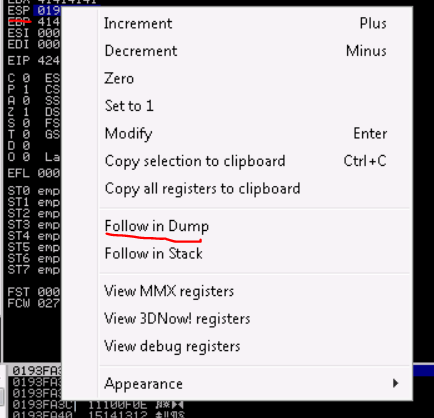 ESP 019
EBP 414
ESI 000
EDI 000
EIP 424
C 0 ES
P 1 CS
A 0 SS
Z 1 DS
S 0 FS
T 0 GS
D 0
O 0 La
EFL 000
ST0 emp
ST1 emp
ST2 emp
ST3 emp
ST4 emp
ST5 emp
ST6 emp
ST7 emp
FST 000
FCW 027
Increment Plus
Decrement Minus
Zero
Set to 1
Modify Enter
Copy selection to clipboard Ctrl+C
Copy all registers to clipboard
Follow in Dump
Follow in Stack
View MMX registers
View 3DNow! registers
View debug registers
Appearance
0193FA3C 11100F0E
0193FA40 15141312